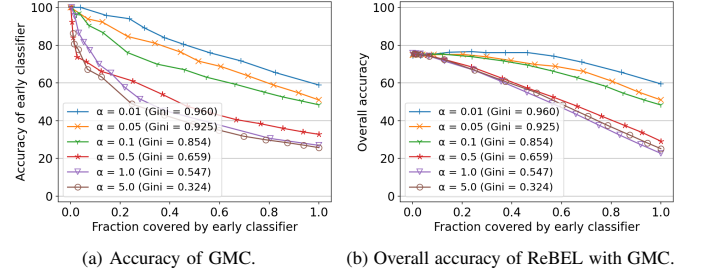 Accuracy of early classifier
100
80
60
40
20
0
α = 0.01 (Gini = 0.960)
α = 0.05 (Gini = 0.925)
α = 0.1 (Gini = 0.854)
α = 0.5 (Gini = 0.659)
α = 1.0 (Gini = 0.547)
α = 5.0 (Gini = 0.324)
0.0 0.2 0.4 0.6 0.8 1.0
Fraction covered by early classifier
(a) Accuracy of GMC.
Overall accuracy
100
80
60
40
20
0
α = 0.01 (Gini = 0.960)
α = 0.05 (Gini = 0.925)
α = 0.1 (Gini = 0.854)
α = 0.5 (Gini = 0.659)
α = 1.0 (Gini = 0.547)
α = 5.0 (Gini = 0.324)
0.0 0.2 0.4 0.6 0.8 1.0
Fraction covered by early classifier
(b) Overall accuracy of ReBEL with GMC.